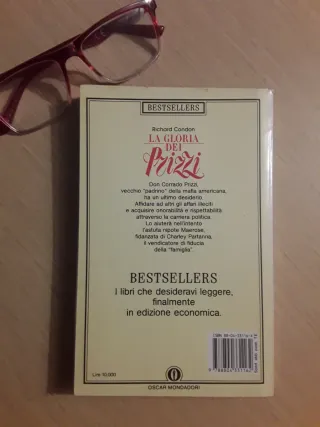 BESTSELLERS
Richard Condon
LA GLORIA
DEI
Prizzi
Don Corrado Prizzi,
vecchio "padrino" della mafia americana,
ha un ultimo desiderio.
Affidare ad altri gli affari illeciti
e acquisire onorabilità e rispettabilità
attraverso la carriera politica.
Lo aiuterà nell'intento
l'astuta nipote Maerose,
fidanzata di Charley Partanna,
il vendicatore di fiducia
della "famiglia".
BESTSELLERS
I libri che desideravi leggere,
finalmente
in edizione economica.
Lire 10.000
OSCAR MONDADORI